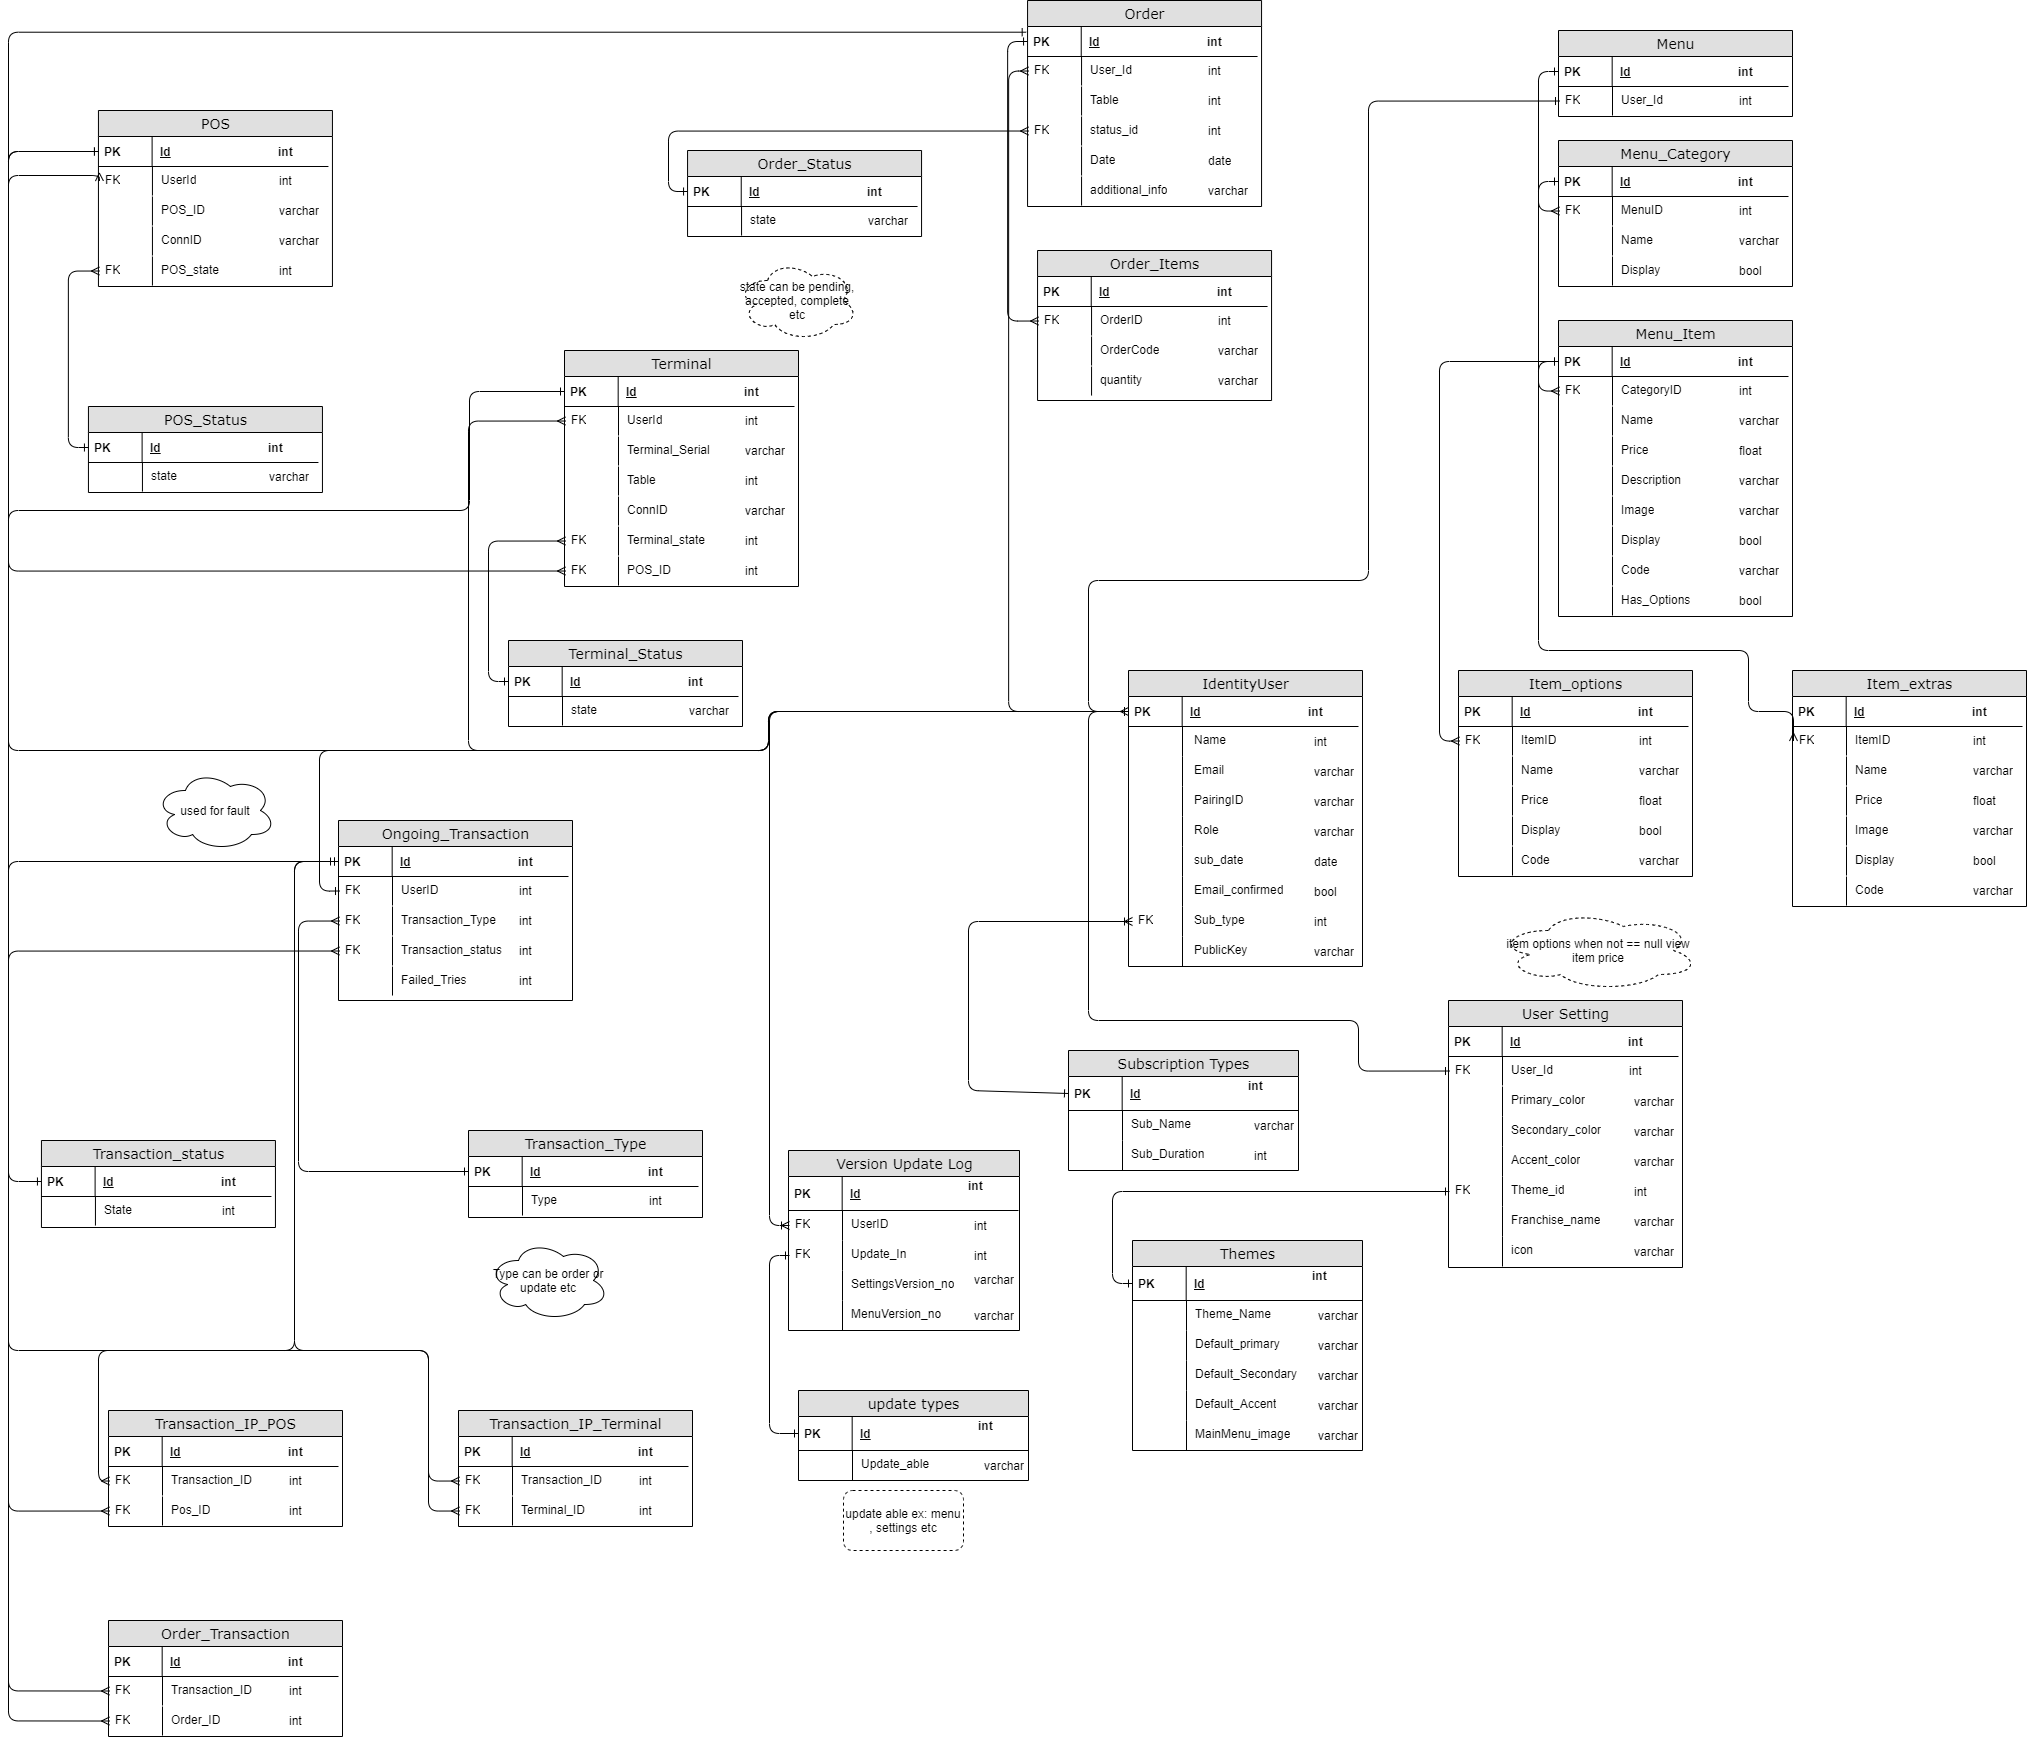 Order
PK Id int
FK User_Id int
Table int
FK status_id int
Date date
additional_info varchar
Menu
PK Id int
FK User_Id int
POS
PK Id int
FK UserId int
POS_ID varchar
ConnID varchar
FK POS_state int
Order_Status
PK Id int
state varchar
Menu_Category
PK Id int
FK MenuID int
Name varchar
Display bool
state can be pending,
accepted, complete
etc
Order_Items
PK Id int
FK OrderID int
OrderCode varchar
quantity varchar
Menu_Item
PK Id int
FK CategoryID int
Name varchar
Price float
Description varchar
Image varchar
Display bool
Code varchar
Has_Options bool
Terminal
PK Id int
FK UserId int
Terminal_Serial varchar
Table int
ConnID varchar
FK Terminal_state int
FK POS_ID int
POS_Status
PK Id int
state varchar
Terminal_Status
PK Id int
state varchar
IdentityUser
PK Id int
Name int
Email varchar
PairingID varchar
Role varchar
sub_date date
Email_confirmed bool
FK Sub_type int
PublicKey varchar
Item_options
PK Id int
FK ItemID int
Name varchar
Price float
Display bool
Code varchar
Item_extras
PK Id int
FK ItemID int
Name varchar
Price float
Image varchar
Display bool
Code varchar
used for fault
Ongoing_Transaction
PK Id int
FK UserID int
FK Transaction_Type int
FK Transaction_status int
Failed_Tries int
item options when not == null view
item price
User Setting
PK Id int
FK User_Id int
Primary_color varchar
Secondary_color varchar
Accent_color varchar
FK Theme_id int
Franchise_name varchar
icon varchar
Subscription Types
PK Id int
Sub_Name varchar
Sub_Duration int
Transaction_status
PK Id int
State int
Transaction_Type
PK Id int
Type int
Type can be order or
update etc
Version Update Log
PK Id int
FK UserID int
FK Update_In int
SettingsVersion_no varchar
MenuVersion_no varchar
Themes
PK Id int
Theme_Name varchar
Default_primary varchar
Default_Secondary varchar
Default_Accent varchar
MainMenu_image varchar
Transaction_IP_POS
PK Id int
FK Transaction_ID int
FK Pos_ID int
Transaction_IP_Terminal
PK Id int
FK Transaction_ID int
FK Terminal_ID int
update types
PK Id int
Update_able varchar
update able ex: menu
, settings etc
Order_Transaction
PK Id int
FK Transaction_ID int
FK Order_ID int